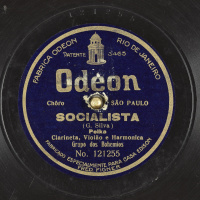 FABRICA ODEON RIO DE JANEIRO
PATENTE 3465
Odeon
Chôro SÃO PAULO
SOCIALISTA
(G. Silva)
Polka
Clarineta, Violão e Harmonica
Grupo dos Bohemios
No. 121255
FABRICADO ESPECIALMENTE PARA CASA EDISON
FRED FIGNER